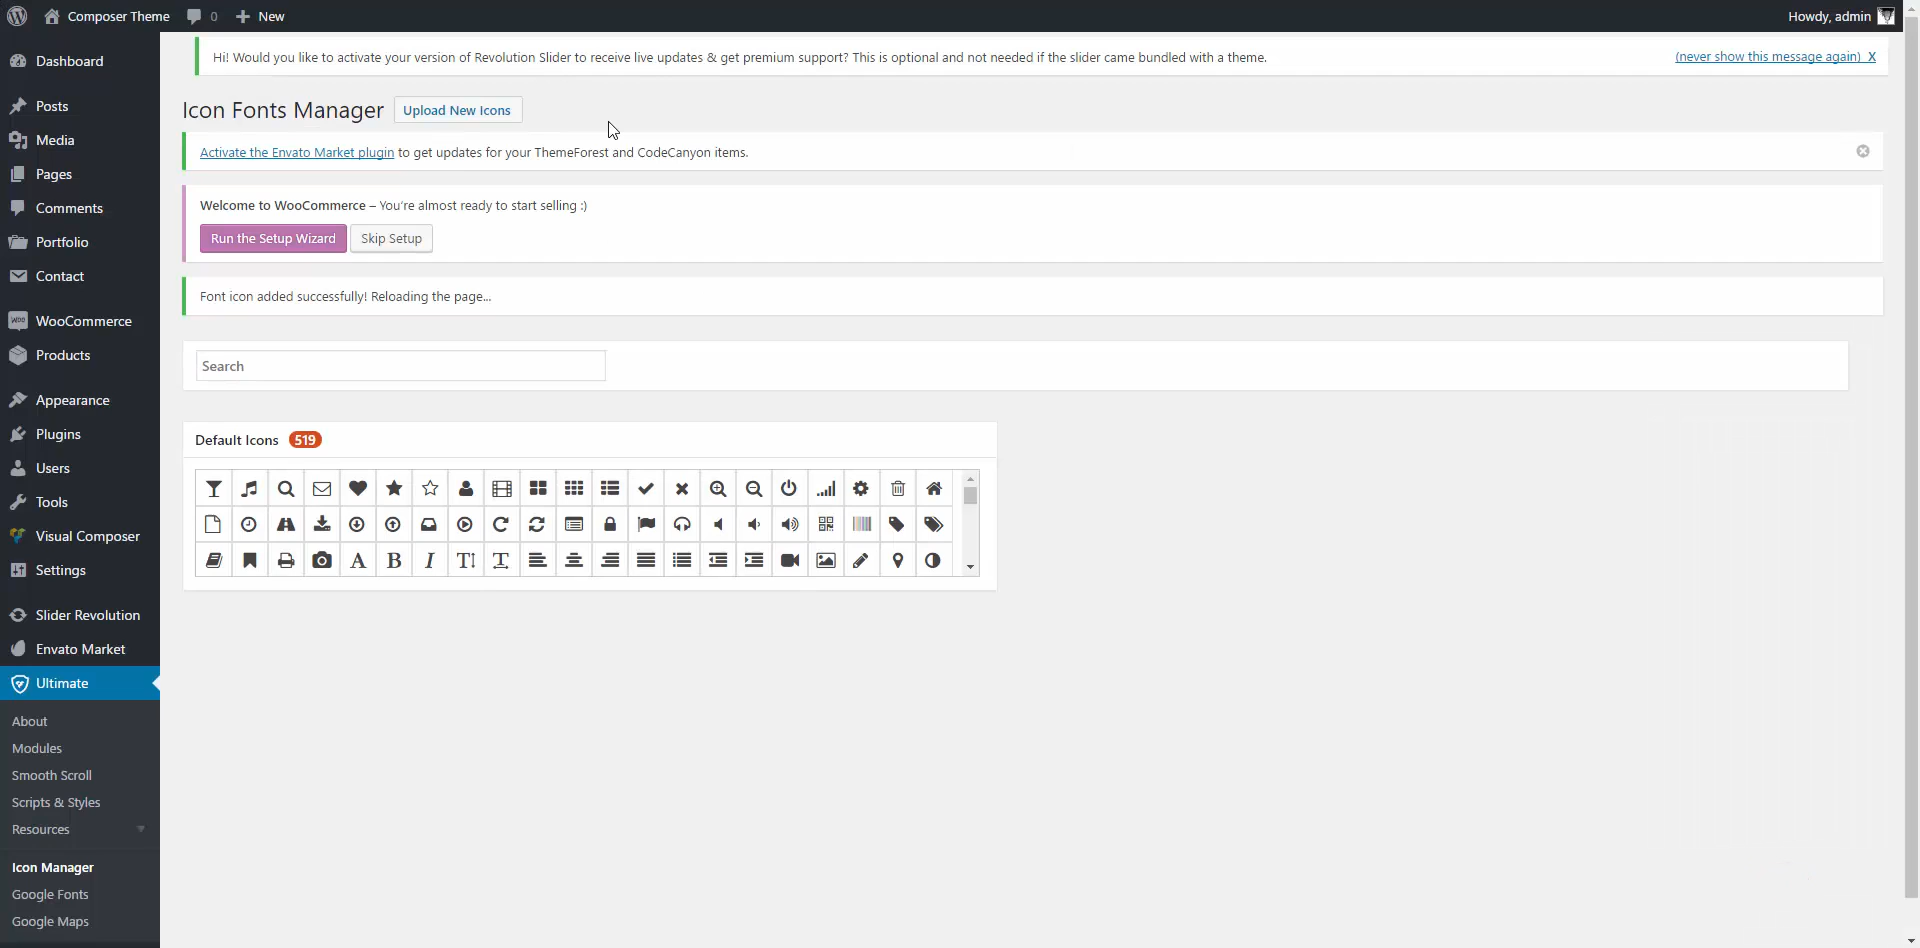 Composer Theme
0
New
Howdy, admin
Dashboard
Posts
Media
Pages
Comments
Portfolio
Contact
WooCommerce
Products
Appearance
Plugins
Users
Tools
Visual Composer
Settings
Slider Revolution
Envato Market
Ultimate
About
Modules
Smooth Scroll
Scripts & Styles
Resources
Icon Manager
Google Fonts
Google Maps
Hi! Would you like to activate your version of Revolution Slider to receive live updates & get premium support? This is optional and not needed if the slider came bundled with a theme.
(never show this message again) X
Icon Fonts Manager
Upload New Icons
Activate the Envato Market plugin to get updates for your ThemeForest and CodeCanyon items.
Welcome to WooCommerce – You're almost ready to start selling :)
Run the Setup Wizard
Skip Setup
Font icon added successfully! Reloading the page...
Search
Default Icons 519